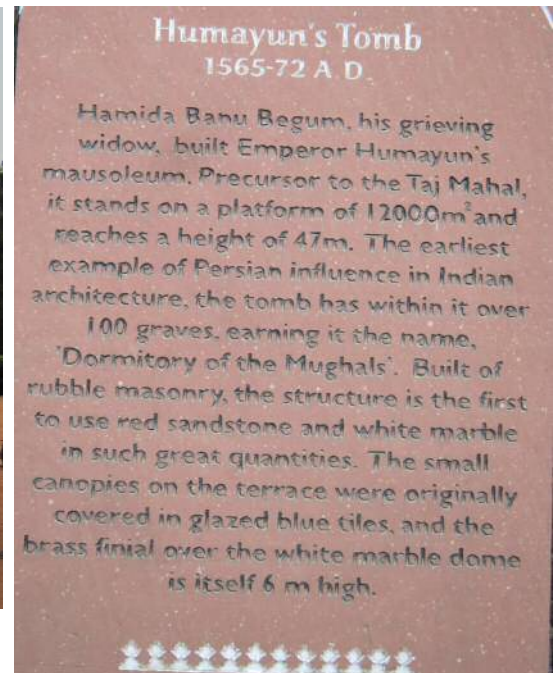 Humayun's Tomb
1565-72 A D
Hamida Banu Begum, his grieving
widow, built Emperor Humayun's
mausoleum. Precursor to the Taj Mahal,
it stands on a platform of 12000m² and
reaches a height of 47m. The earliest
example of Persian influence in Indian
architecture, the tomb has within it over
100 graves, earning it the name,
'Dormitory of the Mughals'. Built of
rubble masonry, the structure is the first
to use red sandstone and white marble
in such great quantities. The small
canopies on the terrace were originally
covered in glazed blue tiles, and the
brass finial over the white marble dome
is itself 6 m high.